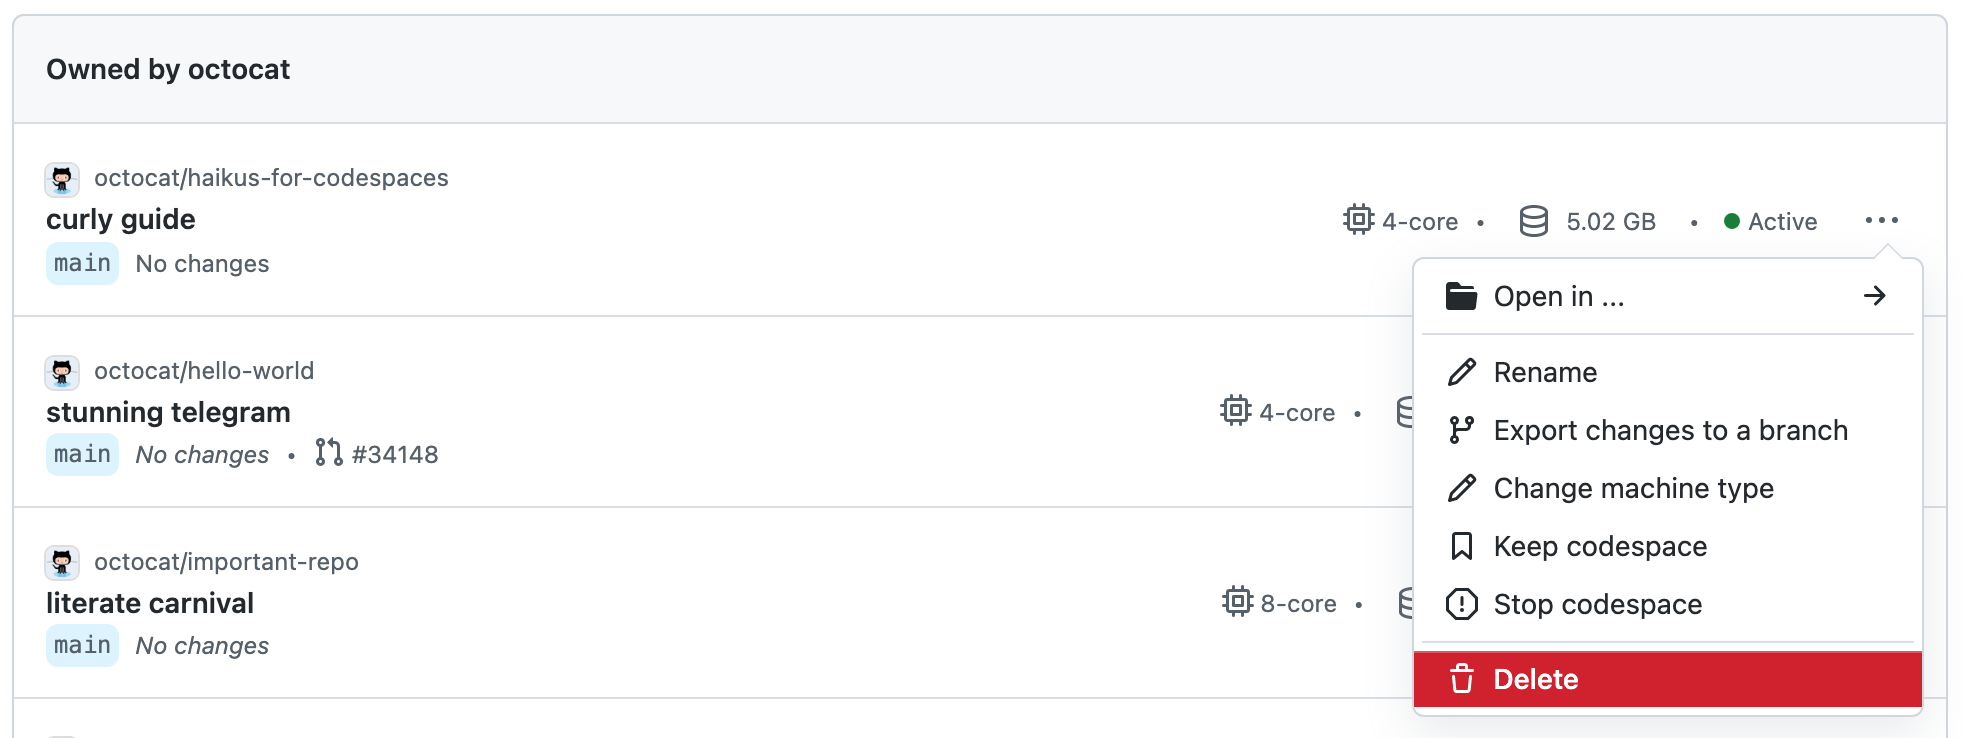 Owned by octocat
octocat/haikus-for-codespaces
curly guide
4-core • 5.02 GB • Active ...
main No changes
octocat/hello-world
stunning telegram
4-core •
main No changes • #34148
octocat/important-repo
literate carnival
8-core •
main No changes
Open in ...
Rename
Export changes to a branch
Change machine type
Keep codespace
Stop codespace
Delete